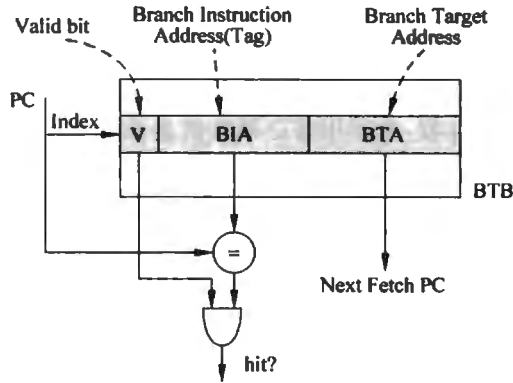 Valid bit
Branch Instruction
Address(Tag)
Branch Target
Address
PC
Index
V
BIA
BTA
BTB
=
Next Fetch PC
hit?